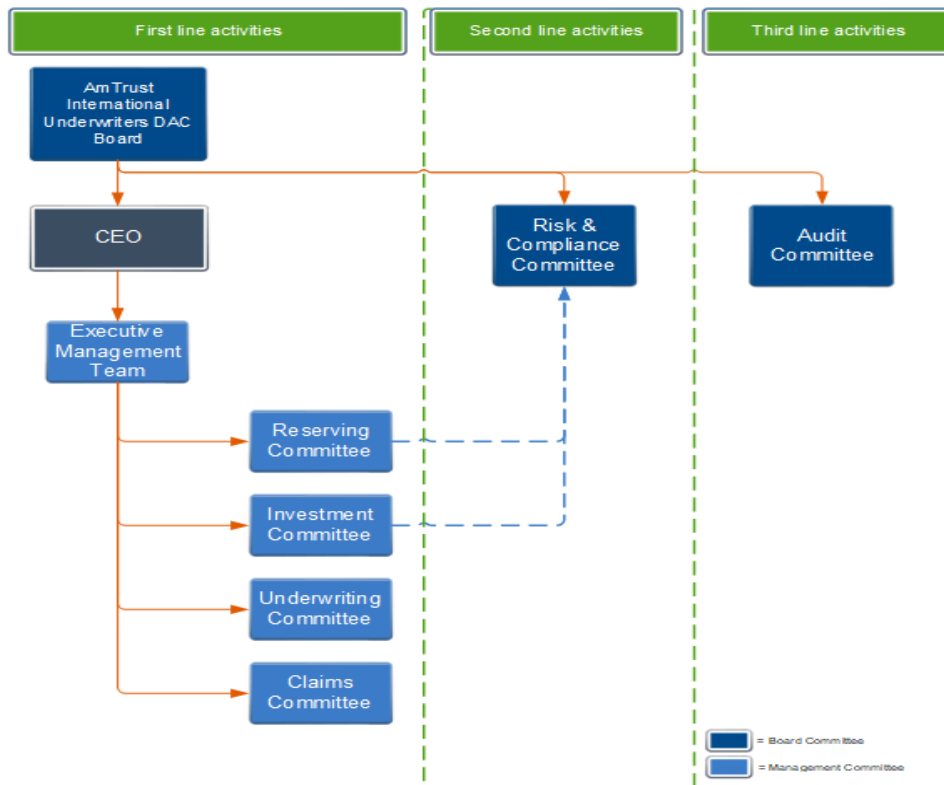 First line activities
Second line activities
Third line activities
AmTrust
International
Underwriters DAC
Board
CEO
Risk &
Compliance
Committee
Audit
Committee
Executive
Management
Team
Reserving
Committee
Investment
Committee
Underwriting
Committee
Claims
Committee
= Board Committee
= Management Committee